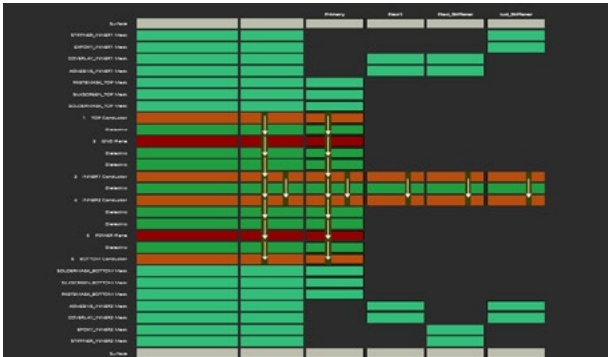 Primary Flex1 Flex1_Stiffener Just_Stiffener
Surface
STIFFENER_INNER1 Mask
EPOXY_INNER1 Mask
COVERLAY_INNER1 Mask
ADHESIVE_INNER1 Mask
PASTEMASK_TOP Mask
SILKSCREEN_TOP Mask
SOLDERMASK_TOP Mask
1 TOP Conductor
Dielectric
2 GND Plane
Dielectric
Dielectric
3 INNER1 Conductor
Dielectric
4 INNER2 Conductor
Dielectric
Dielectric
5 POWER Plane
Dielectric
6 BOTTOM Conductor
SOLDERMASK_BOTTOM Mask
SILKSCREEN_BOTTOM Mask
PASTEMASK_BOTTOM Mask
ADHESIVE_INNER2 Mask
COVERLAY_INNER2 Mask
EPOXY_INNER2 Mask
STIFFENER_INNER2 Mask
Surface